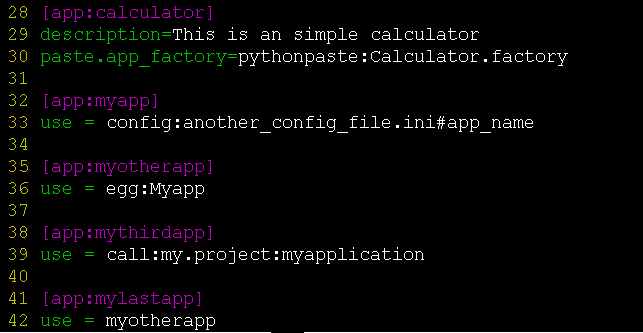 28 [app:calculator]
29 description=This is an simple calculator
30 paste.app_factory=pythonpaste:Calculator.factory
31
32 [app:myapp]
33 use = config:another_config_file.ini#app_name
34
35 [app:myotherapp]
36 use = egg:Myapp
37
38 [app:mythirdapp]
39 use = call:my.project:myapplication
40
41 [app:mylastapp]
42 use = myotherapp